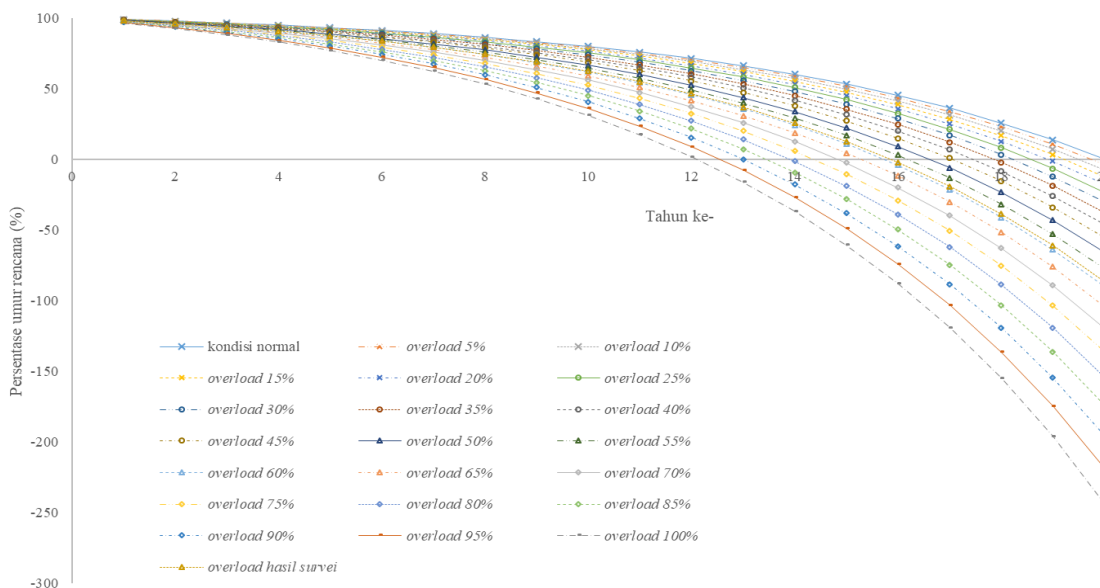 100
50
0
0 2 4 6 8 10 12 14 16 18
Tahun ke-
-50
-100
-150
-200
-250
-300
Persentase umur rencana (%)
kondisi normal overload 5% overload 10%
overload 15% overload 20% overload 25%
overload 30% overload 35% overload 40%
overload 45% overload 50% overload 55%
overload 60% overload 65% overload 70%
overload 75% overload 80% overload 85%
overload 90% overload 95% overload 100%
overload hasil survei